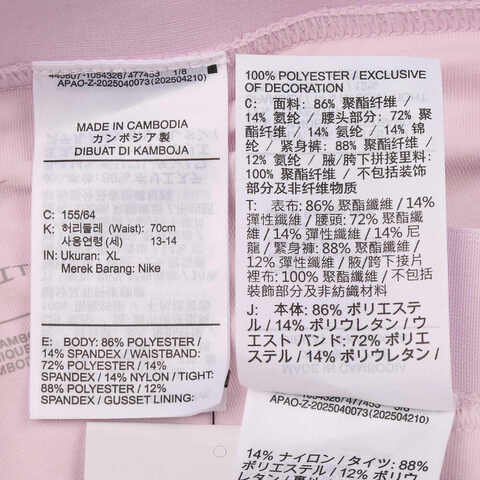 440807-1054326/477453 1/8
APAO-Z-2025040073(202504210)
MADE IN CAMBODIA
カンボジア製
DIBUAT DI KAMBOJA
C: 155/64
K: 허리둘레 (Waist): 70cm
사용연령 (세) 13-14
IN: Ukuran: XL
Merek Barang: Nike
E: BODY: 86% POLYESTER /
14% SPANDEX / WAISTBAND:
72% POLYESTER / 14%
SPANDEX / 14% NYLON / TIGHT:
88% POLYESTER / 12%
SPANDEX / GUSSET LINING:
100% POLYESTER / EXCLUSIVE
OF DECORATION
C: 面料: 86% 聚酯纤维 /
14% 氨纶 / 腰头部分: 72% 聚
酯纤维 / 14% 氨纶 / 14% 锦
纶 / 紧身裤: 88% 聚酯纤维 /
12% 氨纶 / 腋/胯下拼接里料:
100% 聚酯纤维 / 不包括装饰
部分及非纤维物质
T: 表布: 86% 聚酯纖維 / 14%
彈性纖維 / 腰頭: 72% 聚酯纖
維 / 14% 彈性纖維 / 14% 尼
龍 / 緊身褲: 88% 聚酯纖維 /
12% 彈性纖維 / 腋/跨下拼接片
裡布: 100% 聚酯纖維 / 不包括
裝飾部分及非紡織材料
J: 本体: 86% ポリエステ
ル / 14% ポリウレタン / ウ
エスト バンド: 72% ポリエ
ステル / 14% ポリウレタン /
APAO-Z-2025040073(202504210)
14% ナイロン / タイツ: 88%
ポリエステル / 12% ポリウ